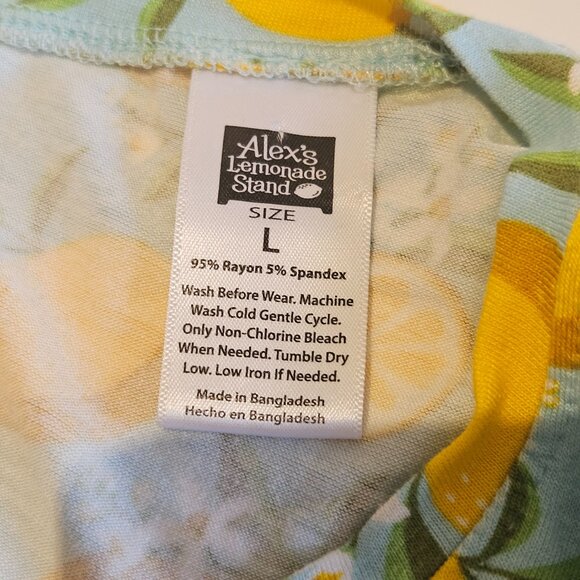 Alex's
Lemonade
Stand
SIZE
L
95% Rayon 5% Spandex
Wash Before Wear. Machine
Wash Cold Gentle Cycle.
Only Non-Chlorine Bleach
When Needed. Tumble Dry
Low. Low Iron If Needed.
Made in Bangladesh
Hecho en Bangladesh